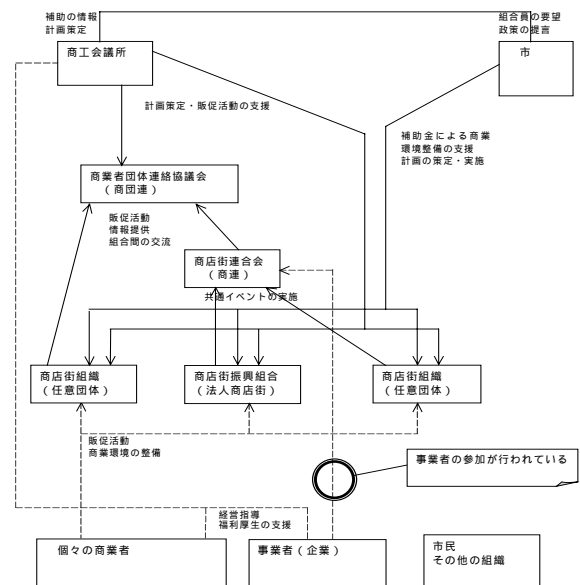 補助の情報
計画策定
組合員の要望
政策の提言
商工会議所
市
計画策定・販促活動の支援
補助金による商業
環境整備の支援
計画の策定・実施
商業者団体連絡協議会
（商団連）
販促活動
情報提供
組合間の交流
商店街連合会
（商連）
共通イベントの実施
商店街組織
（任意団体）
商店街振興組合
（法人商店街）
商店街組織
（任意団体）
販促活動
商業環境の整備
事業者の参加が行われている
経営指導
福利厚生の支援
個々の商業者
事業者（企業）
市民
その他の組織